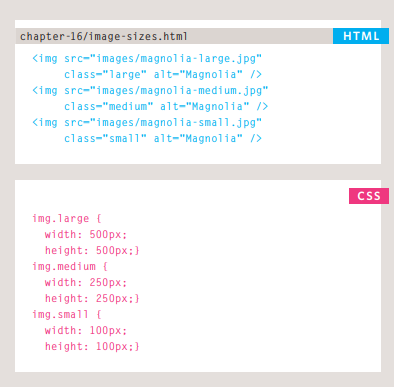 chapter-16/image-sizes.html HTML
<img src="images/magnolia-large.jpg"
class="large" alt="Magnolia" />
<img src="images/magnolia-medium.jpg"
class="medium" alt="Magnolia" />
<img src="images/magnolia-small.jpg"
class="small" alt="Magnolia" />
CSS
img.large {
width: 500px;
height: 500px;}
img.medium {
width: 250px;
height: 250px;}
img.small {
width: 100px;
height: 100px;}